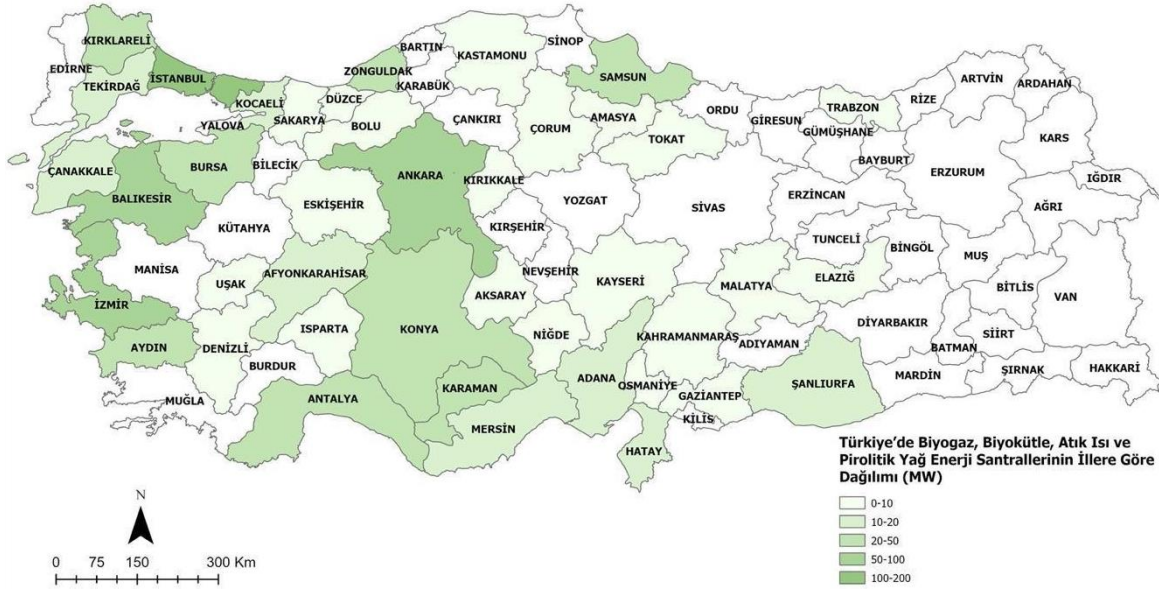 SİNOP
BARTIN
KASTAMONU
KIRKLARELİ
EDİRNE
İSTANBUL
ZONGULDAK
SAMSUN
ARTVİN
ARDAHAN
TEKİRDAĞ
KARABÜK
KOCAELİ
DÜZCE
ORDU
TRABZON
RİZE
YALOVA
SAKARYA
BOLU
ÇANKIRI
ÇORUM
AMASYA
GİRESUN
GÜMÜŞHANE
KARS
TOKAT
BAYBURT
ÇANAKKALE
BURSA
BİLECİK
ANKARA
KIRIKKALE
ERZURUM
IĞDIR
BALIKESİR
ESKİŞEHİR
YOZGAT
SİVAS
ERZİNCAN
AĞRI
KÜTAHYA
KIRŞEHİR
TUNCELİ
BİNGÖL
MUŞ
MANİSA
UŞAK
AFYONKARAHİSAR
NEVŞEHİR
KAYSERİ
MALATYA
ELAZIĞ
BİTLİS
VAN
İZMİR
AKSARAY
AYDIN
DENİZLİ
ISPARTA
KONYA
NİĞDE
KAHRAMANMARAŞ
ADIYAMAN
DİYARBAKIR
BATMAN
SİİRT
BURDUR
ŞIRNAK
HAKKARİ
MUĞLA
ANTALYA
KARAMAN
ADANA
OSMANİYE
GAZİANTEP
ŞANLIURFA
MARDİN
MERSİN
KİLİS
HATAY
Türkiye’de Biyogaz, Biyokütle, Atık Isı ve
Pirolitik Yağ Enerji Santrallerinin İllere Göre
Dağılımı (MW)
0-10
10-20
20-50
50-100
100-200
N
0 75 150 300 Km